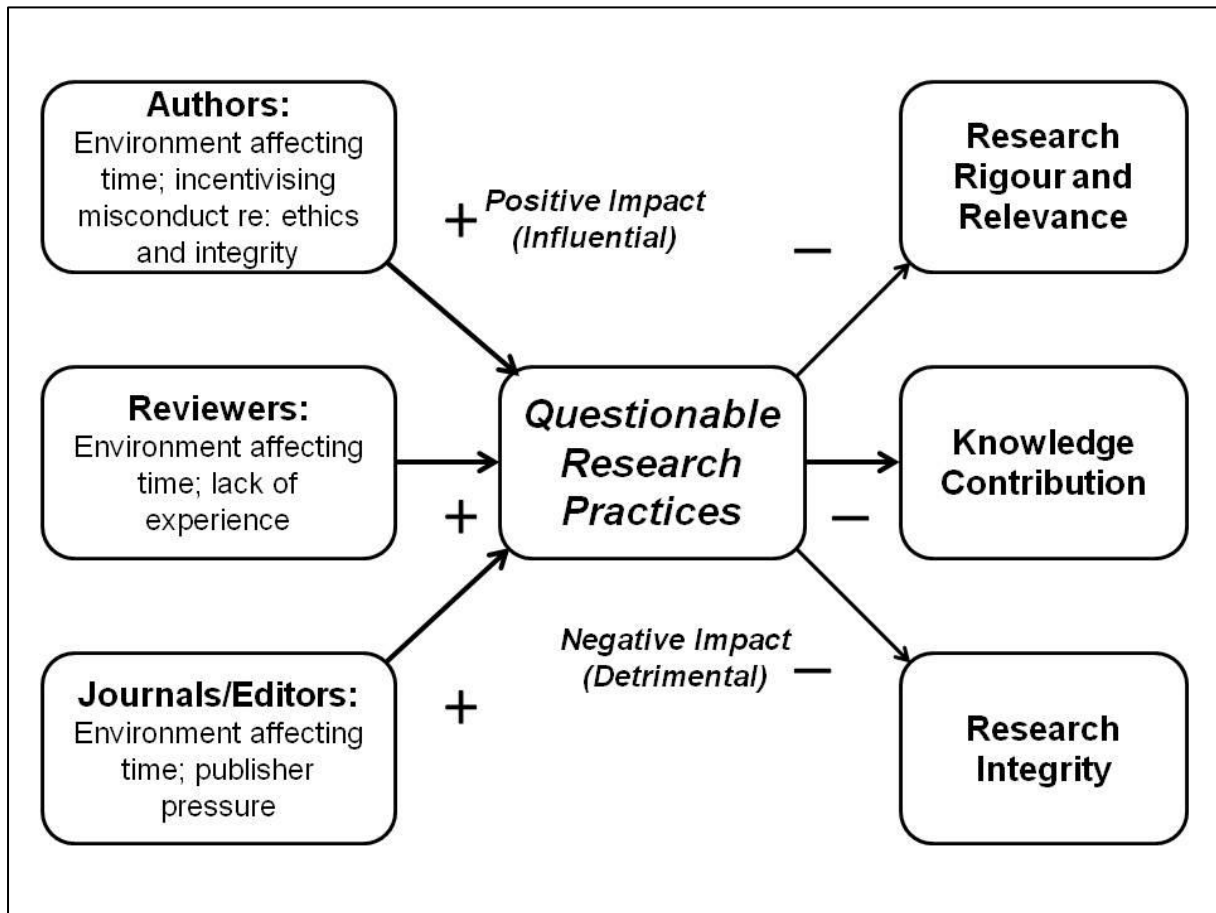 Authors:
Environment affecting
time; incentivising
misconduct re: ethics
and integrity
+
Positive Impact
(Influential)
–
Research
Rigour and
Relevance
Reviewers:
Environment affecting
time; lack of
experience
+
Questionable
Research
Practices
–
Knowledge
Contribution
Journals/Editors:
Environment affecting
time; publisher
pressure
+
Negative Impact
(Detrimental)
–
Research
Integrity